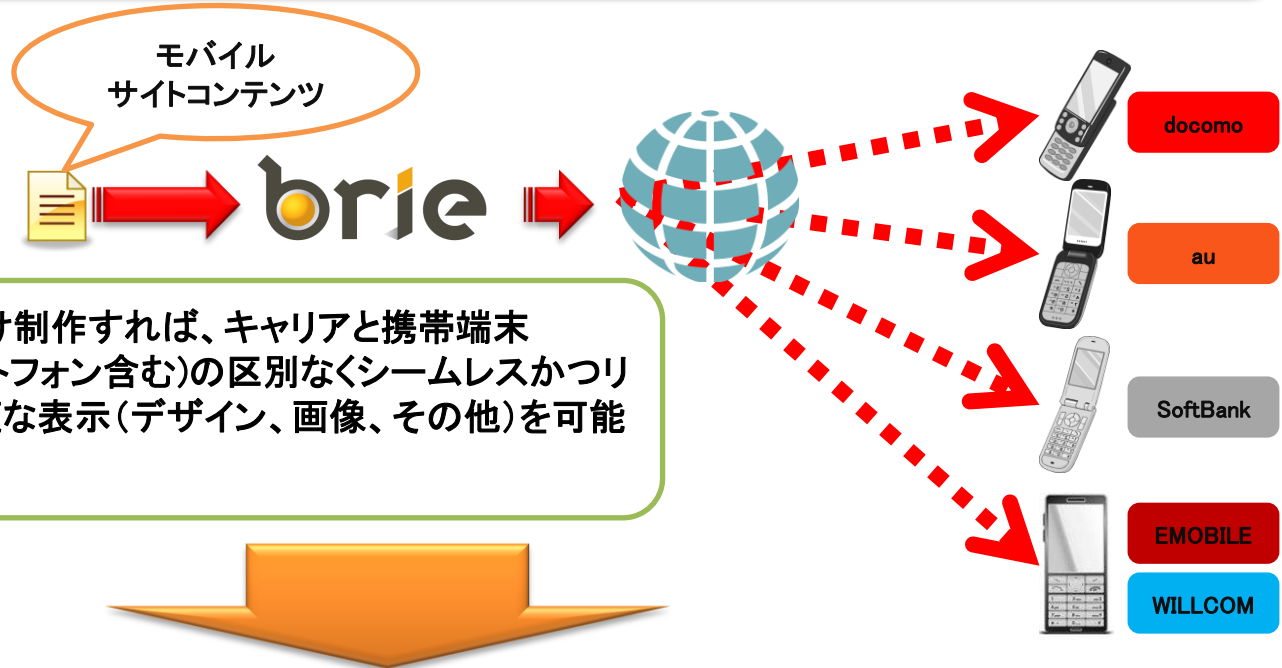 モバイル
サイトコンテンツ
brie
docomo
au
け制作すれば、キャリアと携帯端末
トフォン含む)の区別なくシームレスかつリ
な表示(デザイン、画像、その他)を可能
SoftBank
EMOBILE
WILLCOM